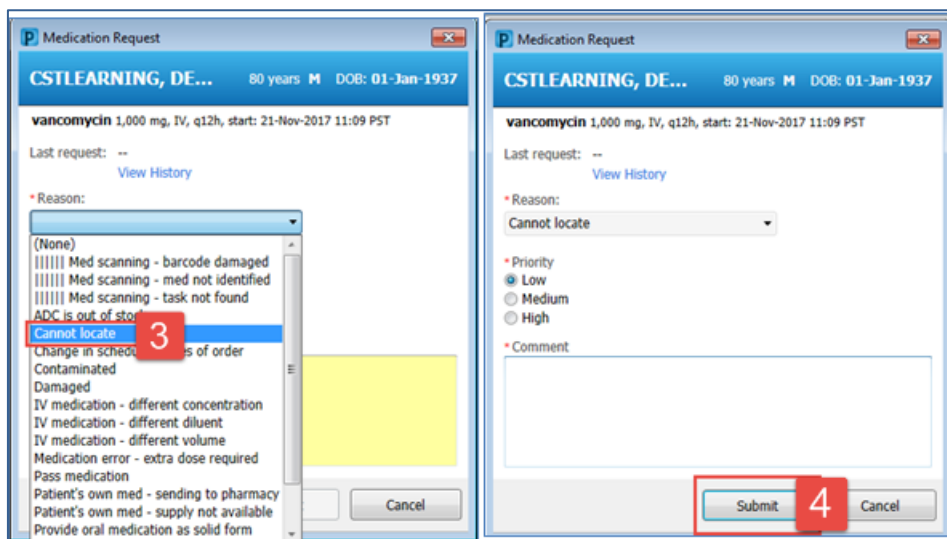 P Medication Request
CSTLEARNING, DE... 80 years M DOB: 01-Jan-1937
vancomycin 1,000 mg, IV, q12h, start: 21-Nov-2017 11:09 PST
Last request: --
View History
*Reason:
(None)
|||||| Med scanning - barcode damaged
|||||| Med scanning - med not identified
|||||| Med scanning - task not found
ADC is out of stock
Cannot locate
3
Change in of order
Contaminated
Damaged
IV medication - different concentration
IV medication - different diluent
IV medication - different volume
Medication error - extra dose required
Pass medication
Patient's own med - sending to pharmacy
Patient's own med - supply not available
Provide oral medication as solid form
Cancel
P Medication Request
CSTLEARNING, DE... 80 years M DOB: 01-Jan-1937
vancomycin 1,000 mg, IV, q12h, start: 21-Nov-2017 11:09 PST
Last request: --
View History
*Reason:
Cannot locate
*Priority
Low
Medium
High
*Comment
Submit 4 Cancel